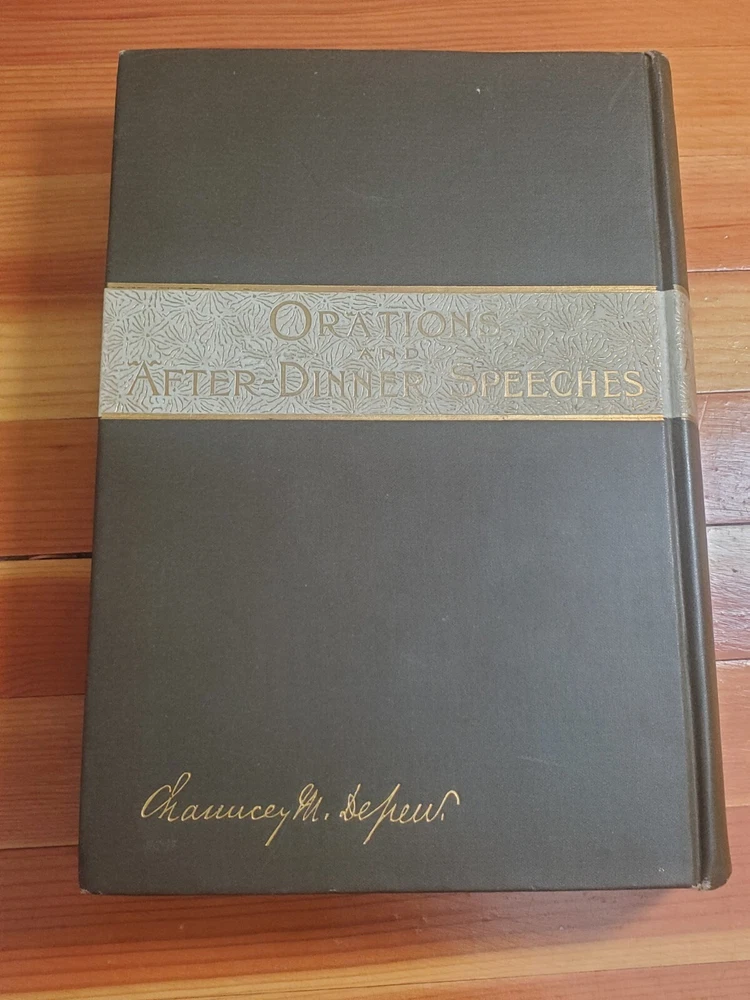 ORATIONS
AND
AFTER-DINNER SPEECHES
Chauncey M. Depew.